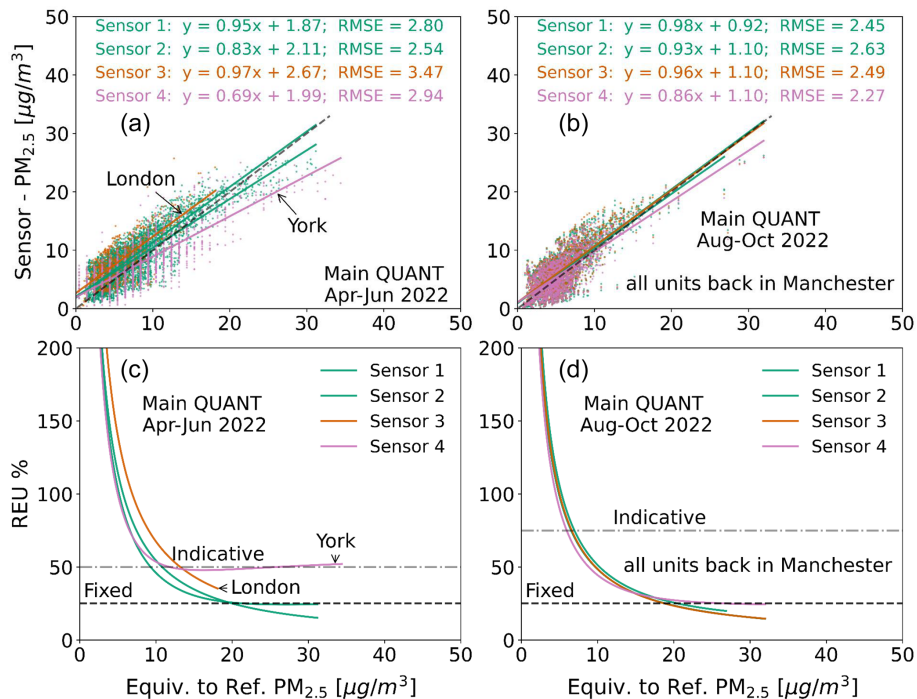 Sensor 1: y = 0.95x + 1.87; RMSE = 2.80
Sensor 2: y = 0.83x + 2.11; RMSE = 2.54
Sensor 3: y = 0.97x + 2.67; RMSE = 3.47
Sensor 4: y = 0.69x + 1.99; RMSE = 2.94
(a)
London
York
Main QUANT
Apr-Jun 2022
Sensor - PM2.5 [μg/m³]
50
40
30
20
10
0
0 10 20 30 40 50
Sensor 1: y = 0.98x + 0.92; RMSE = 2.45
Sensor 2: y = 0.93x + 1.10; RMSE = 2.63
Sensor 3: y = 0.96x + 1.10; RMSE = 2.49
Sensor 4: y = 0.86x + 1.10; RMSE = 2.27
(b)
Main QUANT
Aug-Oct 2022
all units back in Manchester
50
40
30
20
10
0
0 10 20 30 40 50
(c)
Main QUANT
Apr-Jun 2022
Sensor 1
Sensor 2
Sensor 3
Sensor 4
Indicative
York
London
Fixed
REU %
200
150
100
50
0
0 10 20 30 40 50
Equiv. to Ref. PM2.5 [μg/m³]
(d)
Main QUANT
Aug-Oct 2022
Sensor 1
Sensor 2
Sensor 3
Sensor 4
Indicative
all units back in Manchester
Fixed
200
150
100
50
0
0 10 20 30 40 50
Equiv. to Ref. PM2.5 [μg/m³]